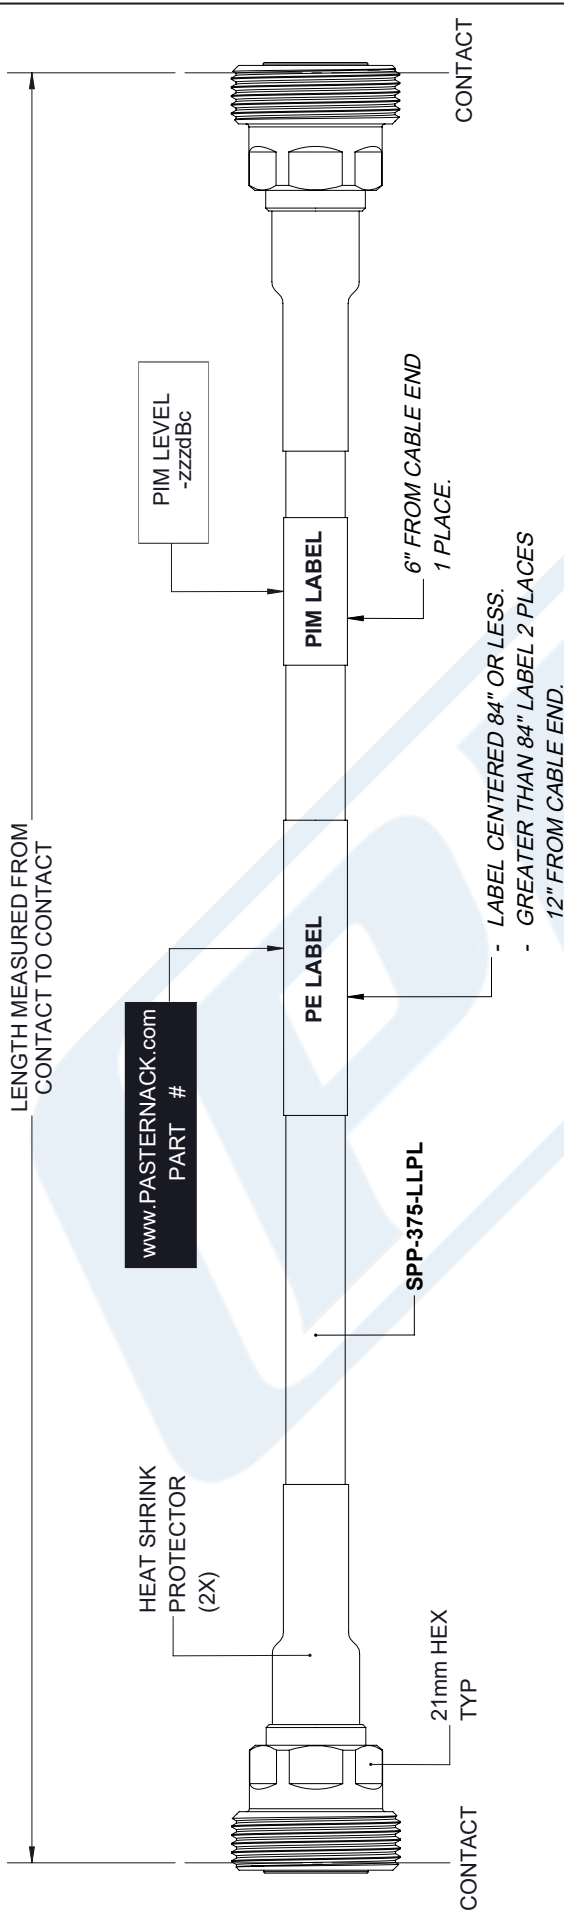 LENGTH MEASURED FROM
CONTACT TO CONTACT
www.PASTERNACK.com
PART #
PIM LEVEL
-zzzdBc
HEAT SHRINK
PROTECTOR
(2X)
PE LABEL
PIM LABEL
SPP-375-LLPL
6" FROM CABLE END
1 PLACE.
21mm HEX
TYP
- LABEL CENTERED 84" OR LESS.
- GREATER THAN 84" LABEL 2 PLACES
12" FROM CABLE END.
CONTACT
CONTACT